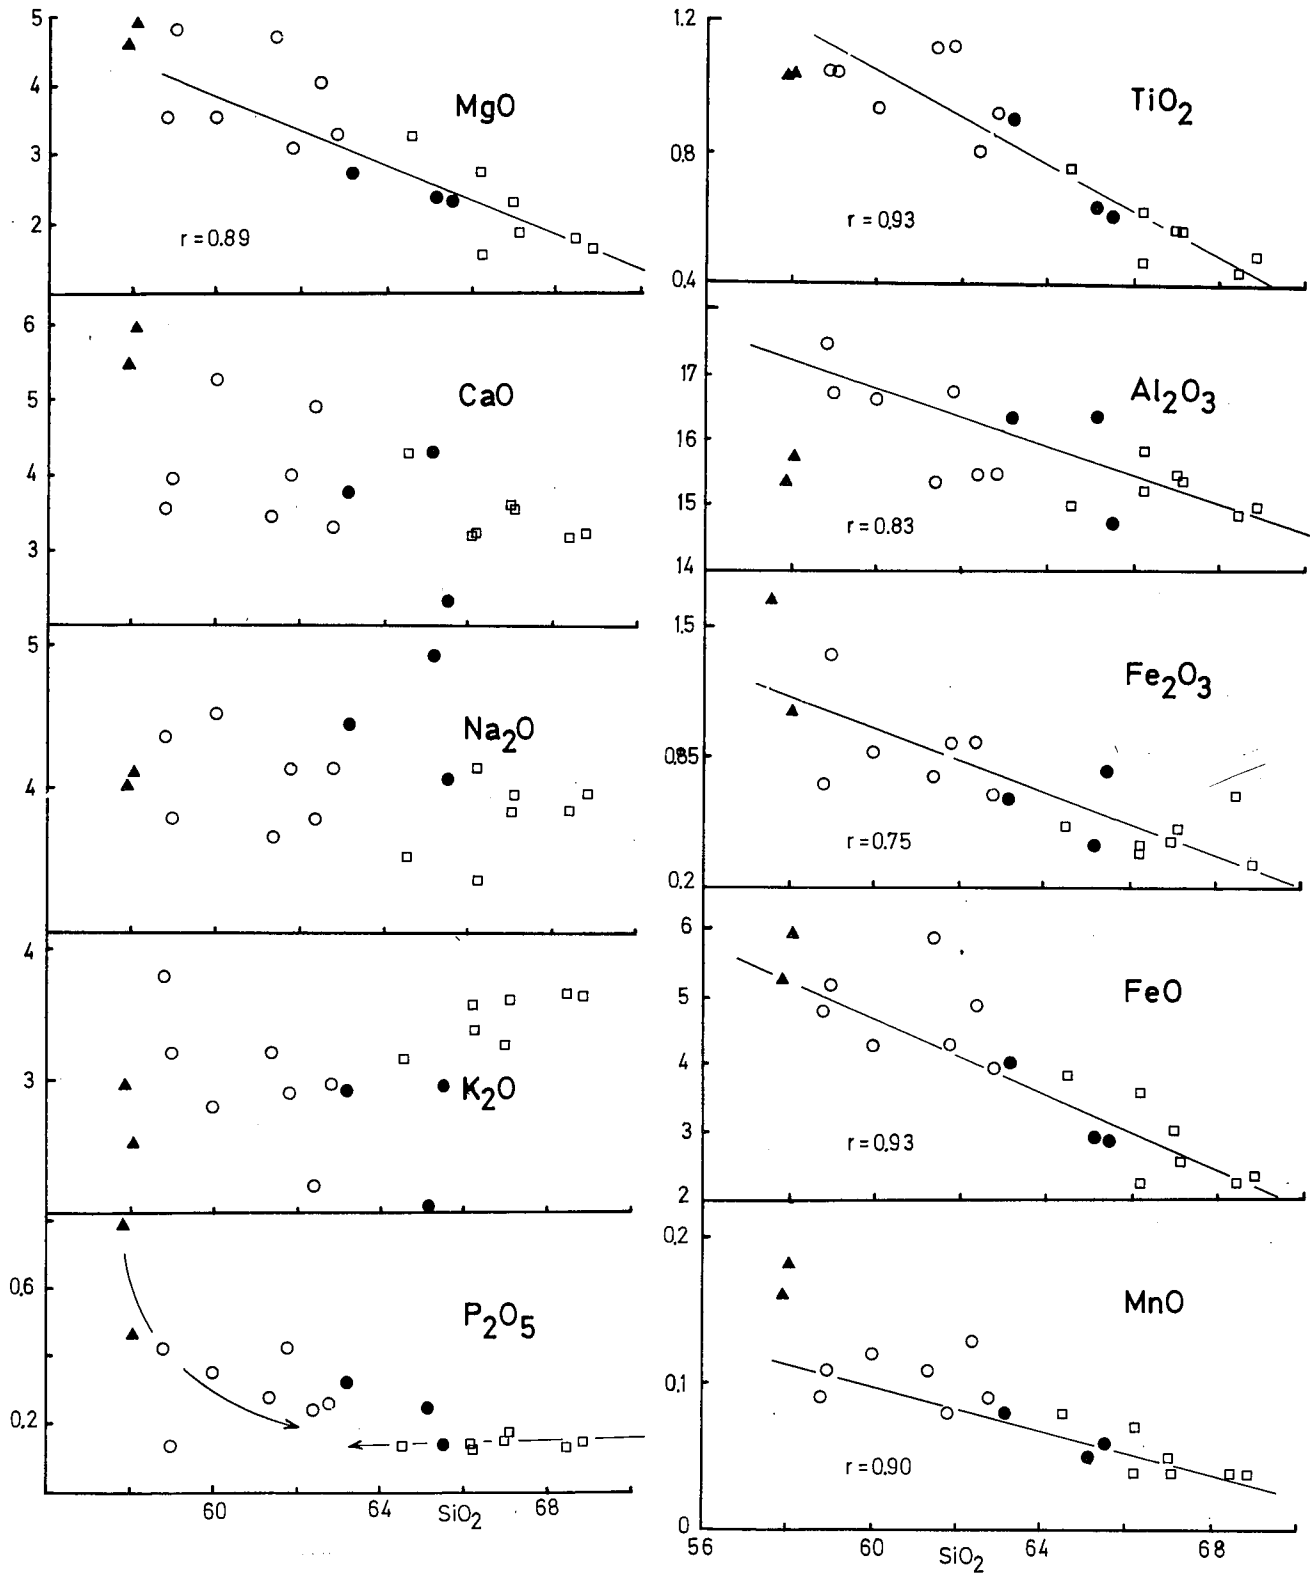 5
4
MgO
3
2
r = 0.89
6
5
CaO
4
3
5
Na2O
4
4
3
K2O
0,6
P2O5
0,2
60
64
SiO2
68
1.2
TiO2
0.8
r = 0.93
0.4
17
Al2O3
16
15
r = 0.83
14
1.5
Fe2O3
0,85
r = 0.75
0.2
6
FeO
5
4
3
r = 0.93
2
0,2
MnO
0,1
r = 0.90
0
56
60
SiO2
64
68